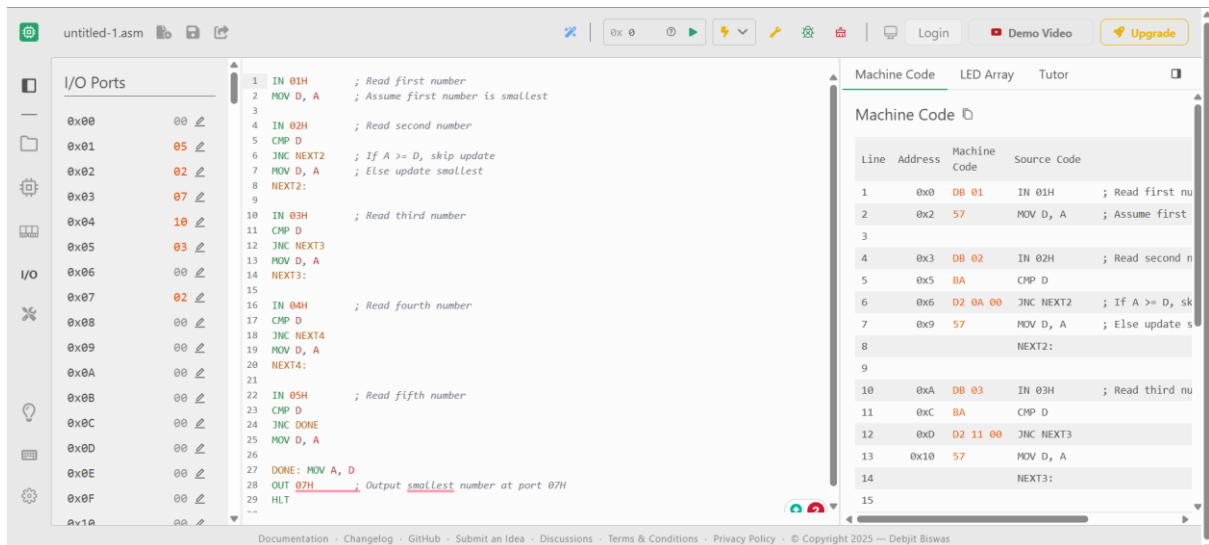 untitled-1.asm
0x 0
Login
Demo Video
Upgrade
I/O Ports
0x00 00
0x01 05
0x02 02
0x03 07
0x04 10
0x05 03
0x06 00
0x07 02
0x08 00
0x09 00
0x0A 00
0x0B 00
0x0C 00
0x0D 00
0x0E 00
0x0F 00
0x10 00
I/O
1 IN 01H ; Read first number
2 MOV D, A ; Assume first number is smallest
3
4 IN 02H ; Read second number
5 CMP D
6 JNC NEXT2 ; If A >= D, skip update
7 MOV D, A ; Else update smallest
8 NEXT2:
9
10 IN 03H ; Read third number
11 CMP D
12 JNC NEXT3
13 MOV D, A
14 NEXT3:
15
16 IN 04H ; Read fourth number
17 CMP D
18 JNC NEXT4
19 MOV D, A
20 NEXT4:
21
22 IN 05H ; Read fifth number
23 CMP D
24 JNC DONE
25 MOV D, A
26
27 DONE: MOV A, D
28 OUT 07H ; Output smallest number at port 07H
29 HLT
2
Machine Code LED Array Tutor
Machine Code
Line Address Machine Code Source Code
1 0x0 DB 01 IN 01H ; Read first nu
2 0x2 57 MOV D, A ; Assume first
3
4 0x3 DB 02 IN 02H ; Read second n
5 0x5 BA CMP D
6 0x6 D2 0A 00 JNC NEXT2 ; If A >= D, sk
7 0x9 57 MOV D, A ; Else update s
8 NEXT2:
9
10 0xA DB 03 IN 03H ; Read third nu
11 0xC BA CMP D
12 0xD D2 11 00 JNC NEXT3
13 0x10 57 MOV D, A
14 NEXT3:
15
Documentation · Changelog · GitHub · Submit an Idea · Discussions · Terms & Conditions · Privacy Policy · © Copyright 2025 — Debjit Biswas